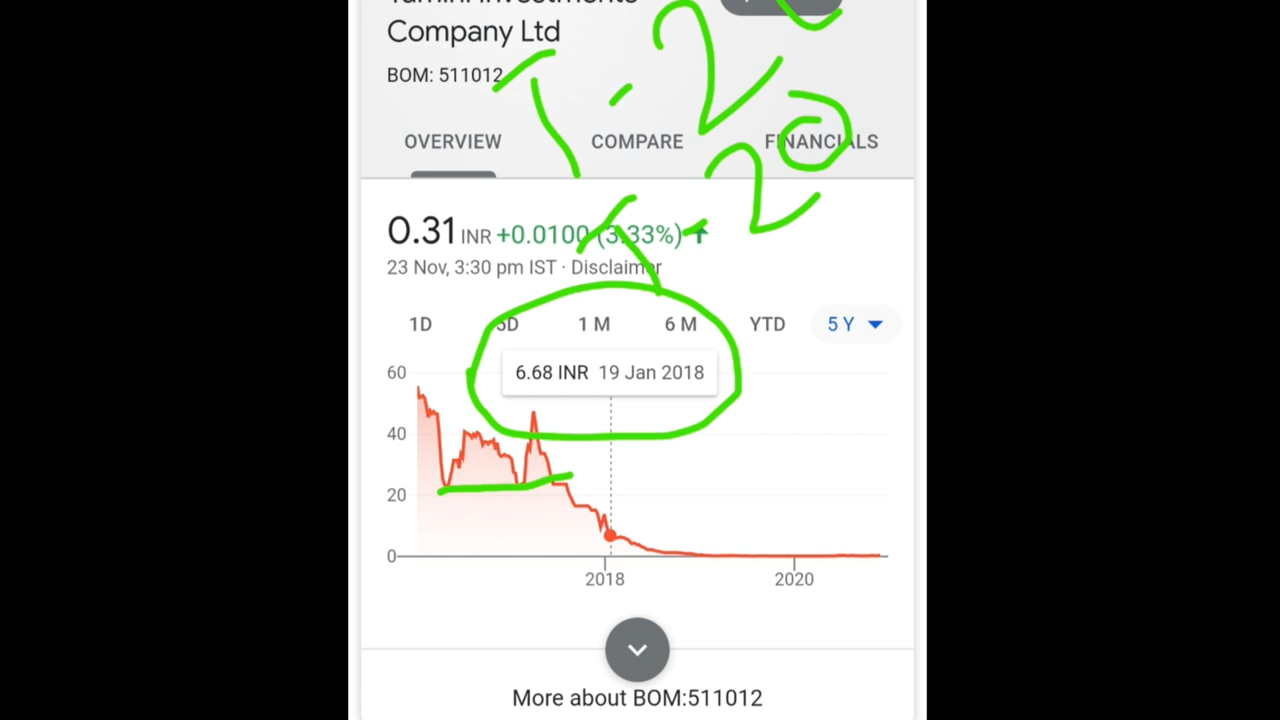 Company Ltd
BOM: 511012
OVERVIEW COMPARE FINANCIALS
0.31 INR +0.0100 (3.33%) ↑
23 Nov, 3:30 pm IST · Disclaimer
1D 5D 1 M 6 M YTD 5 Y
60
6.68 INR 19 Jan 2018
40
20
0
2018 2020
More about BOM:511012